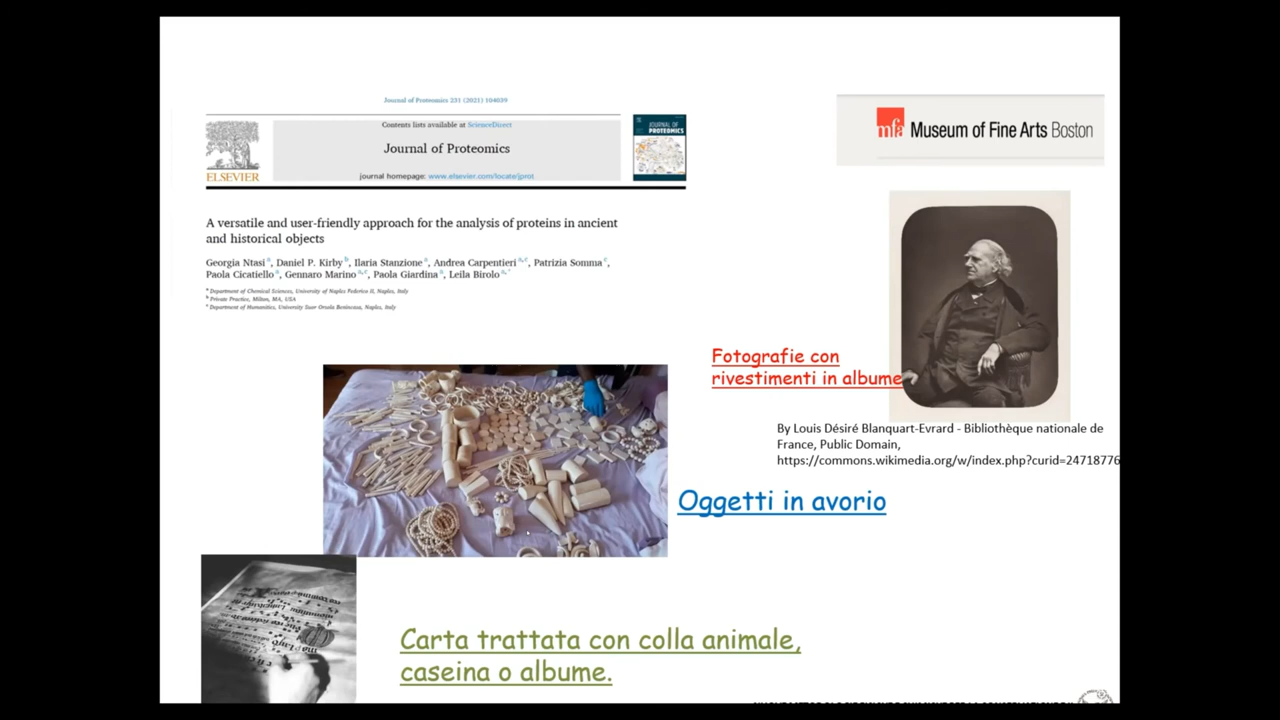 Journal of Proteomics 231 (2021) 104039
Contents lists available at ScienceDirect
Journal of Proteomics
journal homepage: www.elsevier.com/locate/jprot
ELSEVIER
JOURNAL OF
PROTEOMICS
A versatile and user-friendly approach for the analysis of proteins in ancient
and historical objects
Georgia Ntasi a, Daniel P. Kirby b, Ilaria Stanzione a, Andrea Carpentieri a,c, Patrizia Somma c,
Paola Cicatiello a, Gennaro Marino a,c, Paola Giardina a, Leila Birolo a,*
a Department of Chemical Sciences, University of Naples Federico II, Naples, Italy
b Private Practice, Milton, MA, USA
c Department of Humanities, University Suor Orsola Benincasa, Naples, Italy
mfa Museum of Fine Arts Boston
Fotografie con
rivestimenti in albume
By Louis Désiré Blanquart-Evrard - Bibliothèque nationale de
France, Public Domain,
https://commons.wikimedia.org/w/index.php?curid=24718776
Oggetti in avorio
Carta trattata con colla animale,
caseina o albume.